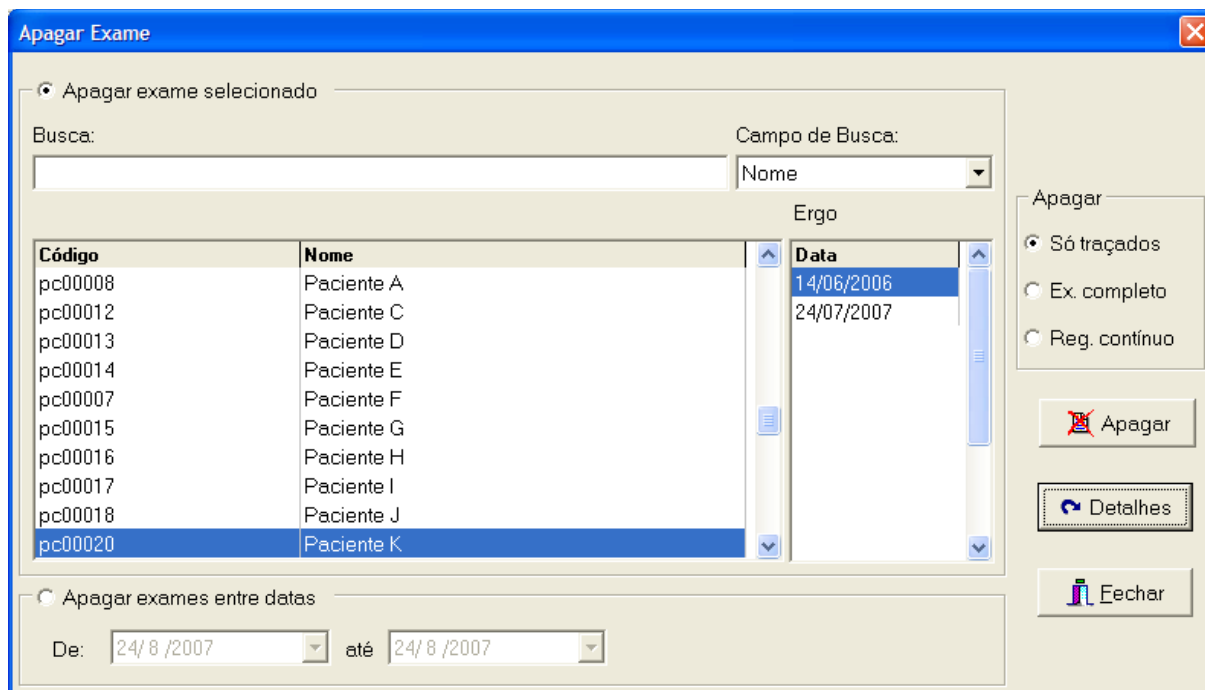 Apagar Exame
Apagar exame selecionado
Busca:
Campo de Busca:
Nome
Ergo
Código Nome
Data
pc00008 Paciente A
14/06/2006
pc00012 Paciente C
24/07/2007
pc00013 Paciente D
pc00014 Paciente E
pc00007 Paciente F
pc00015 Paciente G
pc00016 Paciente H
pc00017 Paciente I
pc00018 Paciente J
pc00020 Paciente K
Apagar
Só traçados
Ex. completo
Reg. contínuo
Apagar
Detalhes
Fechar
Apagar exames entre datas
De: 24/ 8 /2007 até 24/ 8 /2007